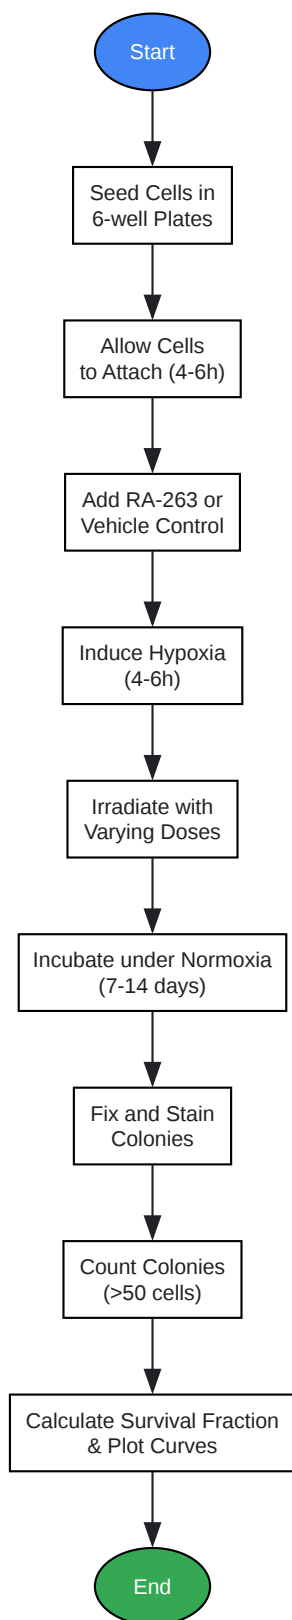 Start
Seed Cells in
6-well Plates
Allow Cells
to Attach (4-6h)
Add RA-263 or
Vehicle Control
Induce Hypoxia
(4-6h)
Irradiate with
Varying Doses
Incubate under Normoxia
(7-14 days)
Fix and Stain
Colonies
Count Colonies
(>50 cells)
Calculate Survival Fraction
& Plot Curves
End